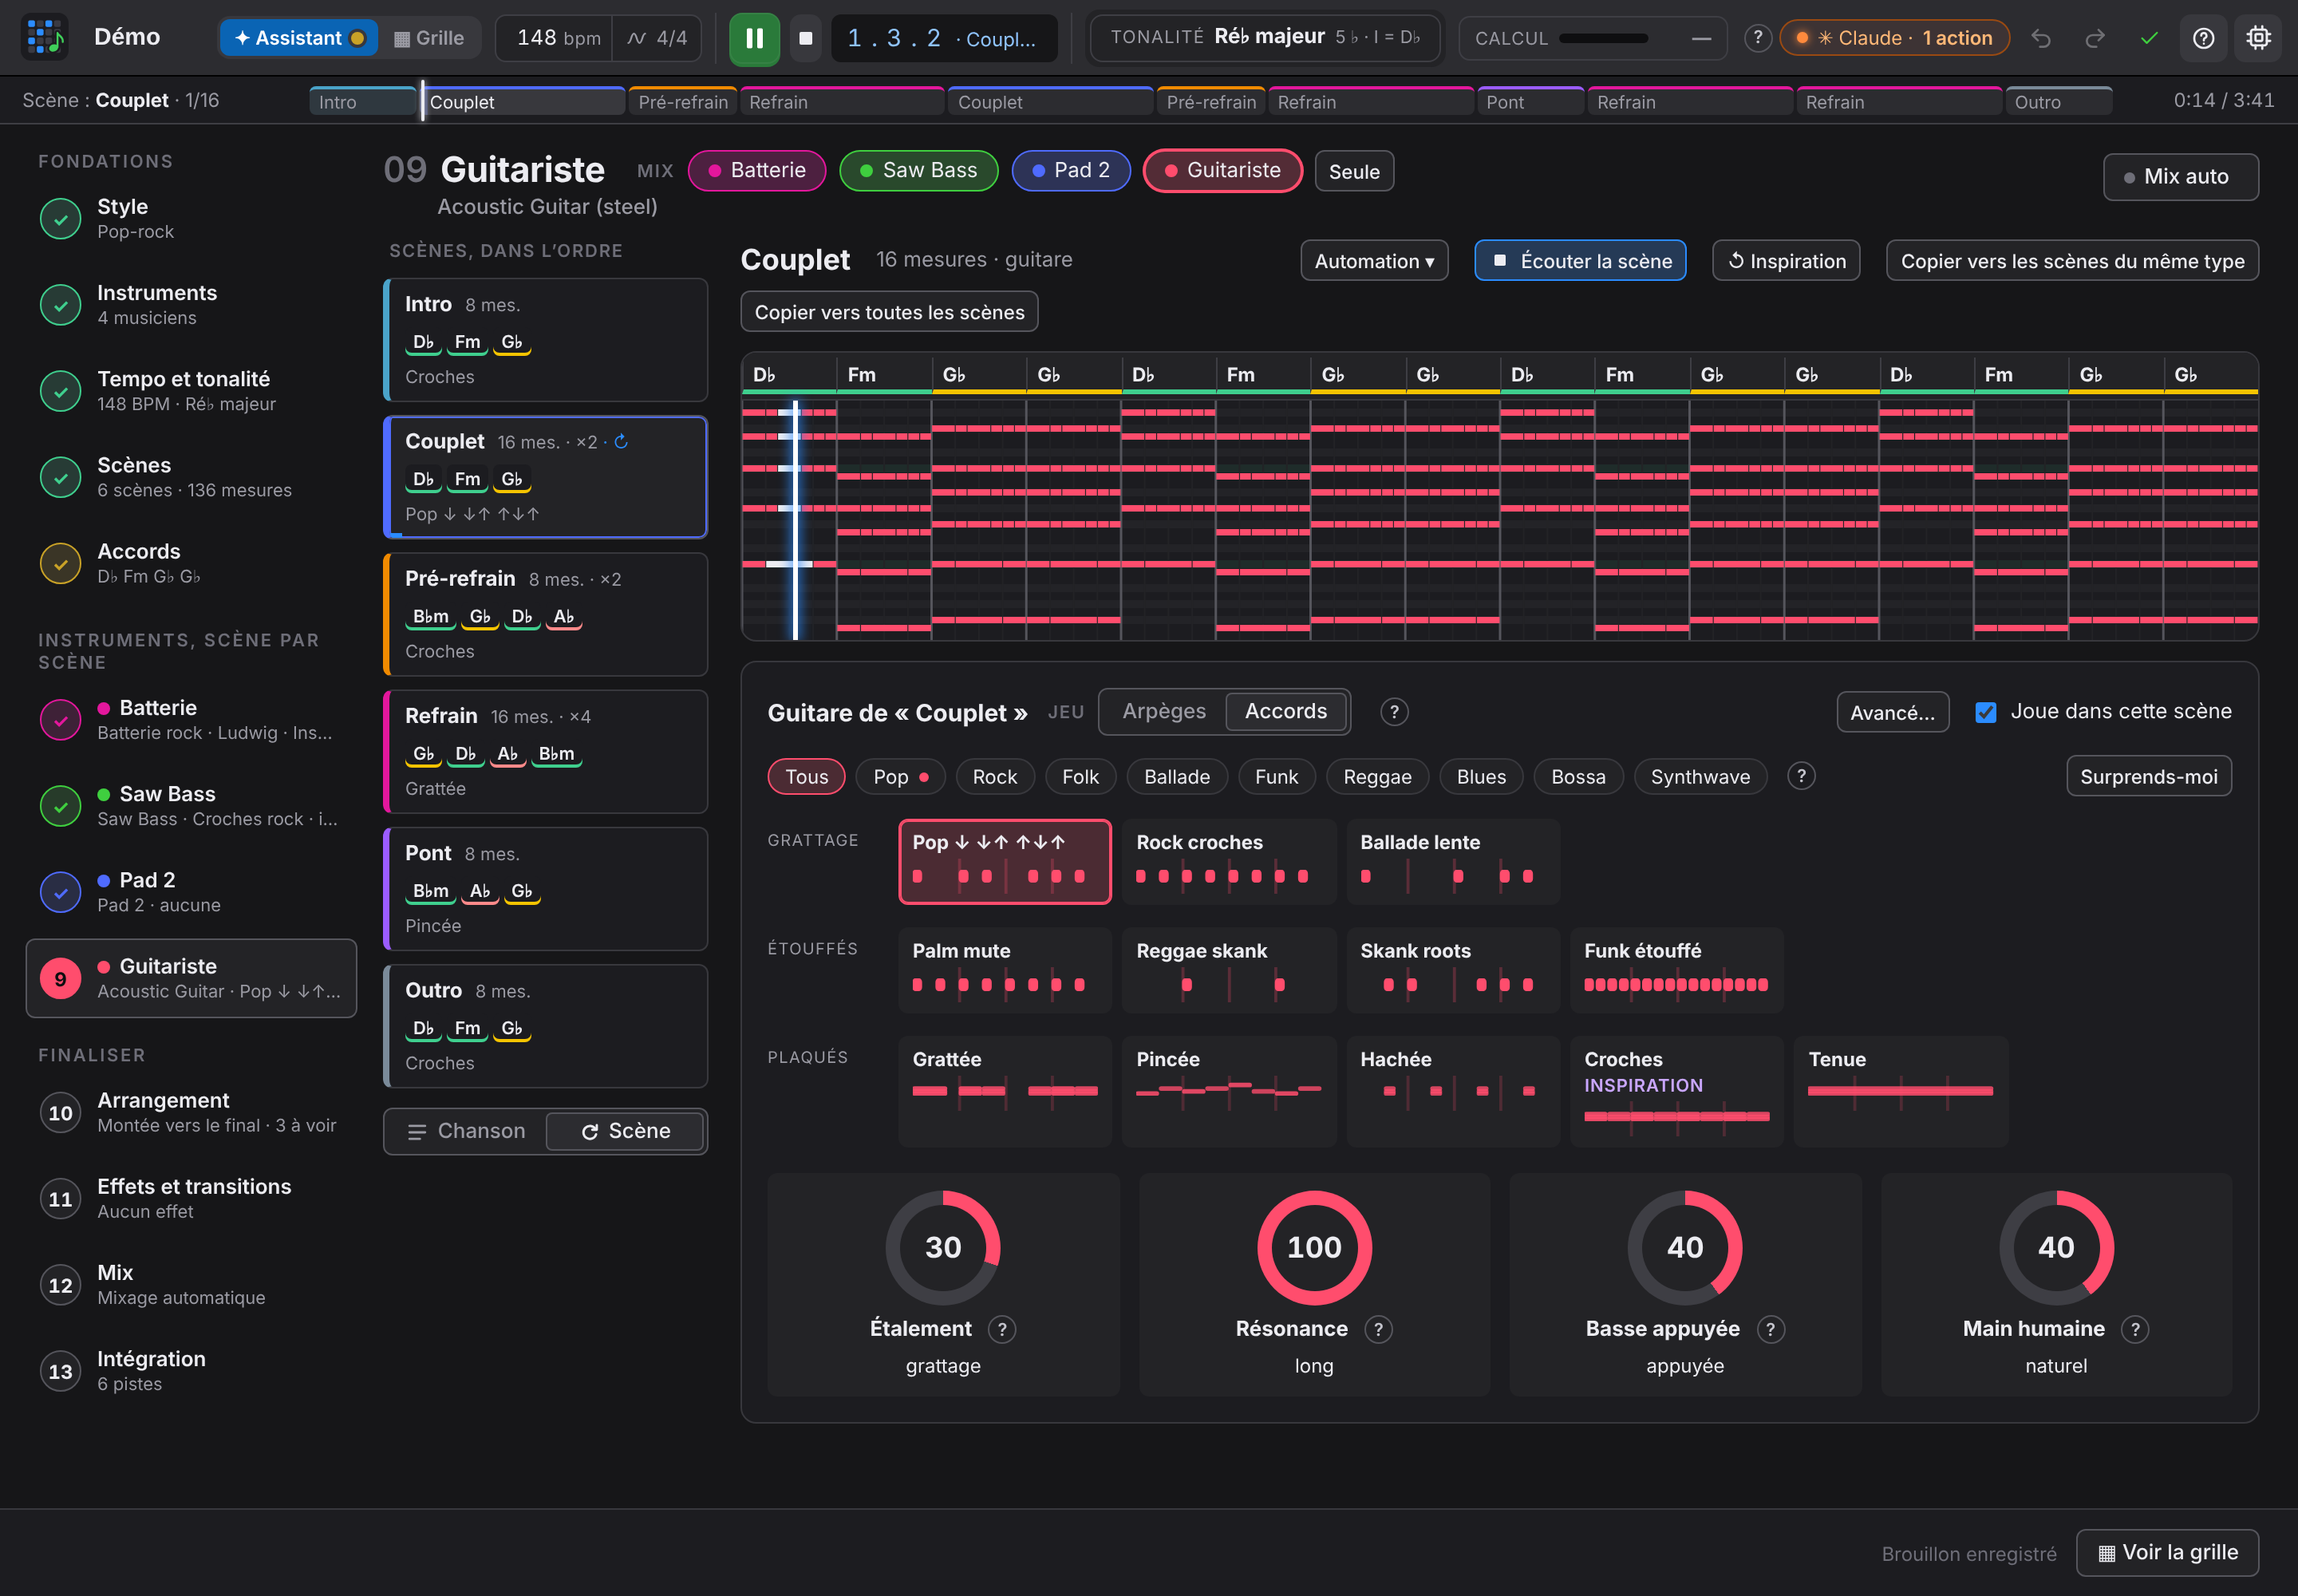 Démo
✦ Assistant
▦ Grille
148 bpm
4/4
1 . 3 . 2 · Coupl...
TONALITÉ Ré♭ majeur 5 ♭ · I = D♭
CALCUL —
?
✳ Claude · 1 action
Scène : Couplet · 1/16
Intro
Couplet
Pré-refrain
Refrain
Couplet
Pré-refrain
Refrain
Pont
Refrain
Refrain
Outro
0:14 / 3:41
FONDATIONS
Style
Pop-rock
Instruments
4 musiciens
Tempo et tonalité
148 BPM · Ré♭ majeur
Scènes
6 scènes · 136 mesures
Accords
D♭ Fm G♭ G♭
INSTRUMENTS, SCÈNE PAR
SCÈNE
Batterie
Batterie rock · Ludwig · Ins...
Saw Bass
Saw Bass · Croches rock · i...
Pad 2
Pad 2 · aucune
9
Guitariste
Acoustic Guitar · Pop ↓ ↓↑...
FINALISER
10
Arrangement
Montée vers le final · 3 à voir
11
Effets et transitions
Aucun effet
12
Mix
Mixage automatique
13
Intégration
6 pistes
09 Guitariste
Acoustic Guitar (steel)
MIX
Batterie
Saw Bass
Pad 2
Guitariste
Seule
Mix auto
SCÈNES, DANS L’ORDRE
Intro 8 mes.
D♭ Fm G♭
Croches
Couplet 16 mes. · ×2 · ↻
D♭ Fm G♭
Pop ↓ ↓↑ ↑↓↑
Pré-refrain 8 mes. · ×2
B♭m G♭ D♭ A♭
Croches
Refrain 16 mes. · ×4
G♭ D♭ A♭ B♭m
Grattée
Pont 8 mes.
B♭m A♭ G♭
Pincée
Outro 8 mes.
D♭ Fm G♭
Croches
Chanson
Scène
Couplet 16 mesures · guitare
Automation ▾
Écouter la scène
Inspiration
Copier vers les scènes du même type
Copier vers toutes les scènes
D♭ Fm G♭ G♭ D♭ Fm G♭ G♭ D♭ Fm G♭ G♭ D♭ Fm G♭ G♭
Guitare de « Couplet »
JEU
Arpèges
Accords
?
Avancé...
Joue dans cette scène
Tous
Pop
Rock
Folk
Ballade
Funk
Reggae
Blues
Bossa
Synthwave
?
Surprends-moi
GRATTAGE
Pop ↓ ↓↑ ↑↓↑
Rock croches
Ballade lente
ÉTOUFFÉS
Palm mute
Reggae skank
Skank roots
Funk étouffé
PLAQUÉS
Grattée
Pincée
Hachée
Croches
INSPIRATION
Tenue
30
Étalement ?
grattage
100
Résonance ?
long
40
Basse appuyée ?
appuyée
40
Main humaine ?
naturel
Brouillon enregistré
▦ Voir la grille